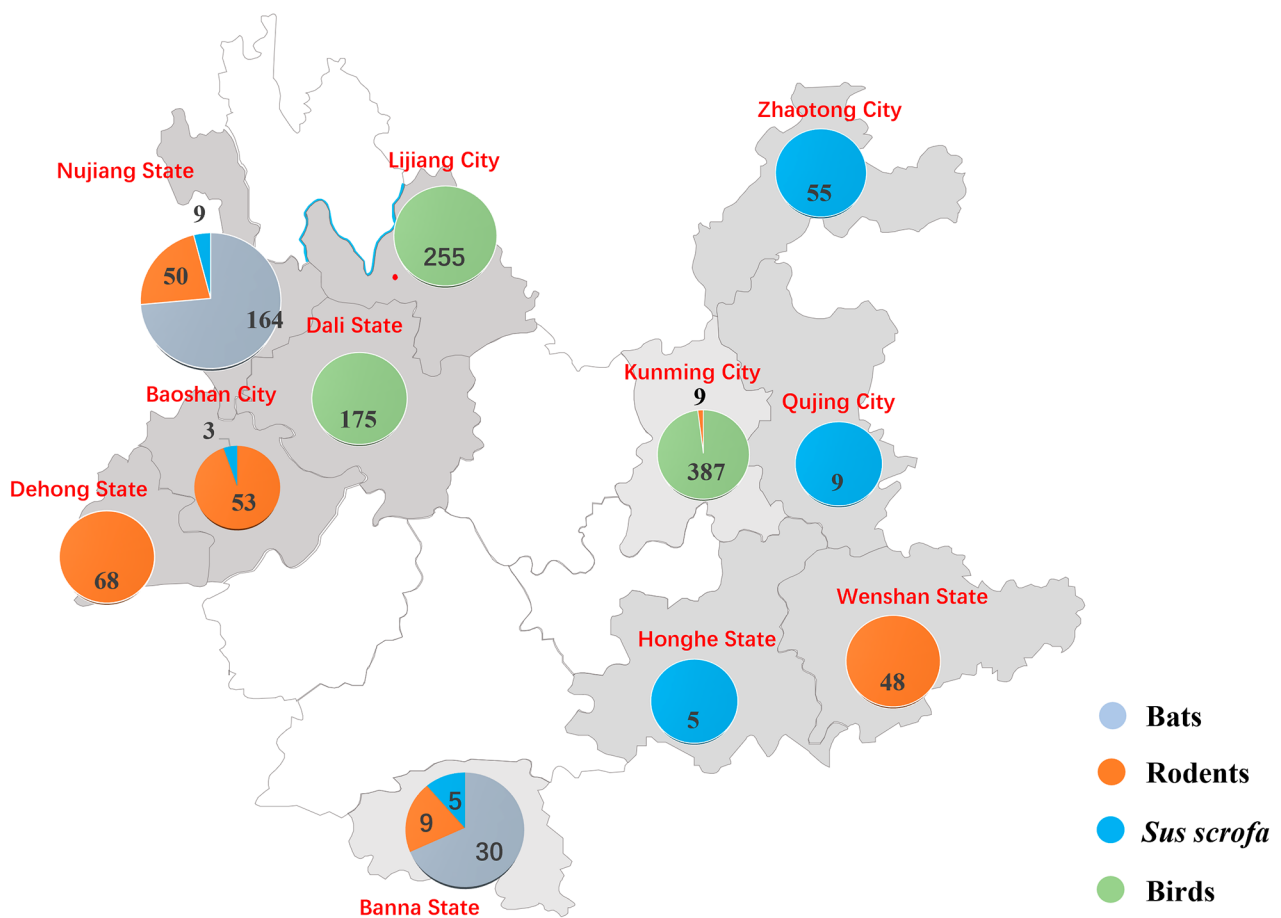 Zhaotong City
55
Lijiang City
255
Nujiang State
9
50
164
Dali State
175
Kunming City
9
387
Qujing City
9
Baoshan City
3
53
Dehong State
68
Wenshan State
48
Honghe State
5
Banna State
5
9
30
Bats
Rodents
Sus scrofa
Birds